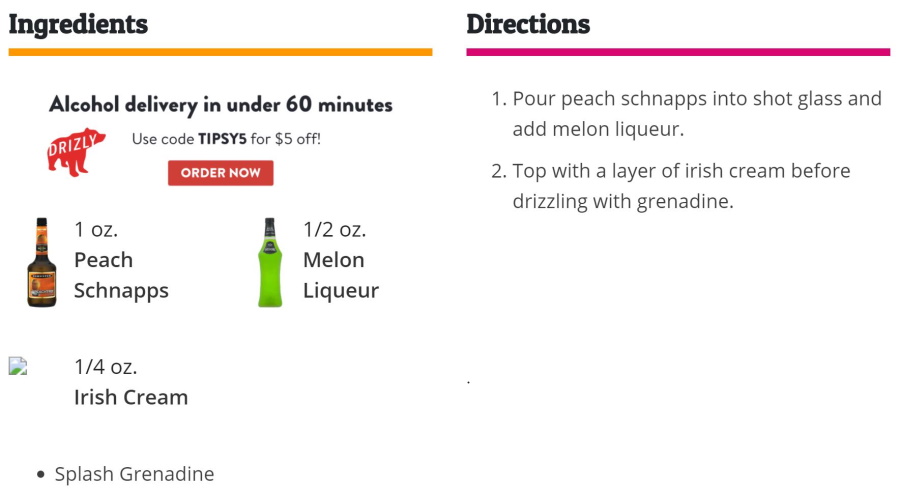 Ingredients
Alcohol delivery in under 60 minutes
DRIZLY
Use code TIPSY5 for $5 off!
ORDER NOW
1 oz.
Peach
Schnapps
1/2 oz.
Melon
Liqueur
1/4 oz.
Irish Cream
• Splash Grenadine
Directions
1. Pour peach schnapps into shot glass and
add melon liqueur.
2. Top with a layer of irish cream before
drizzling with grenadine.
.